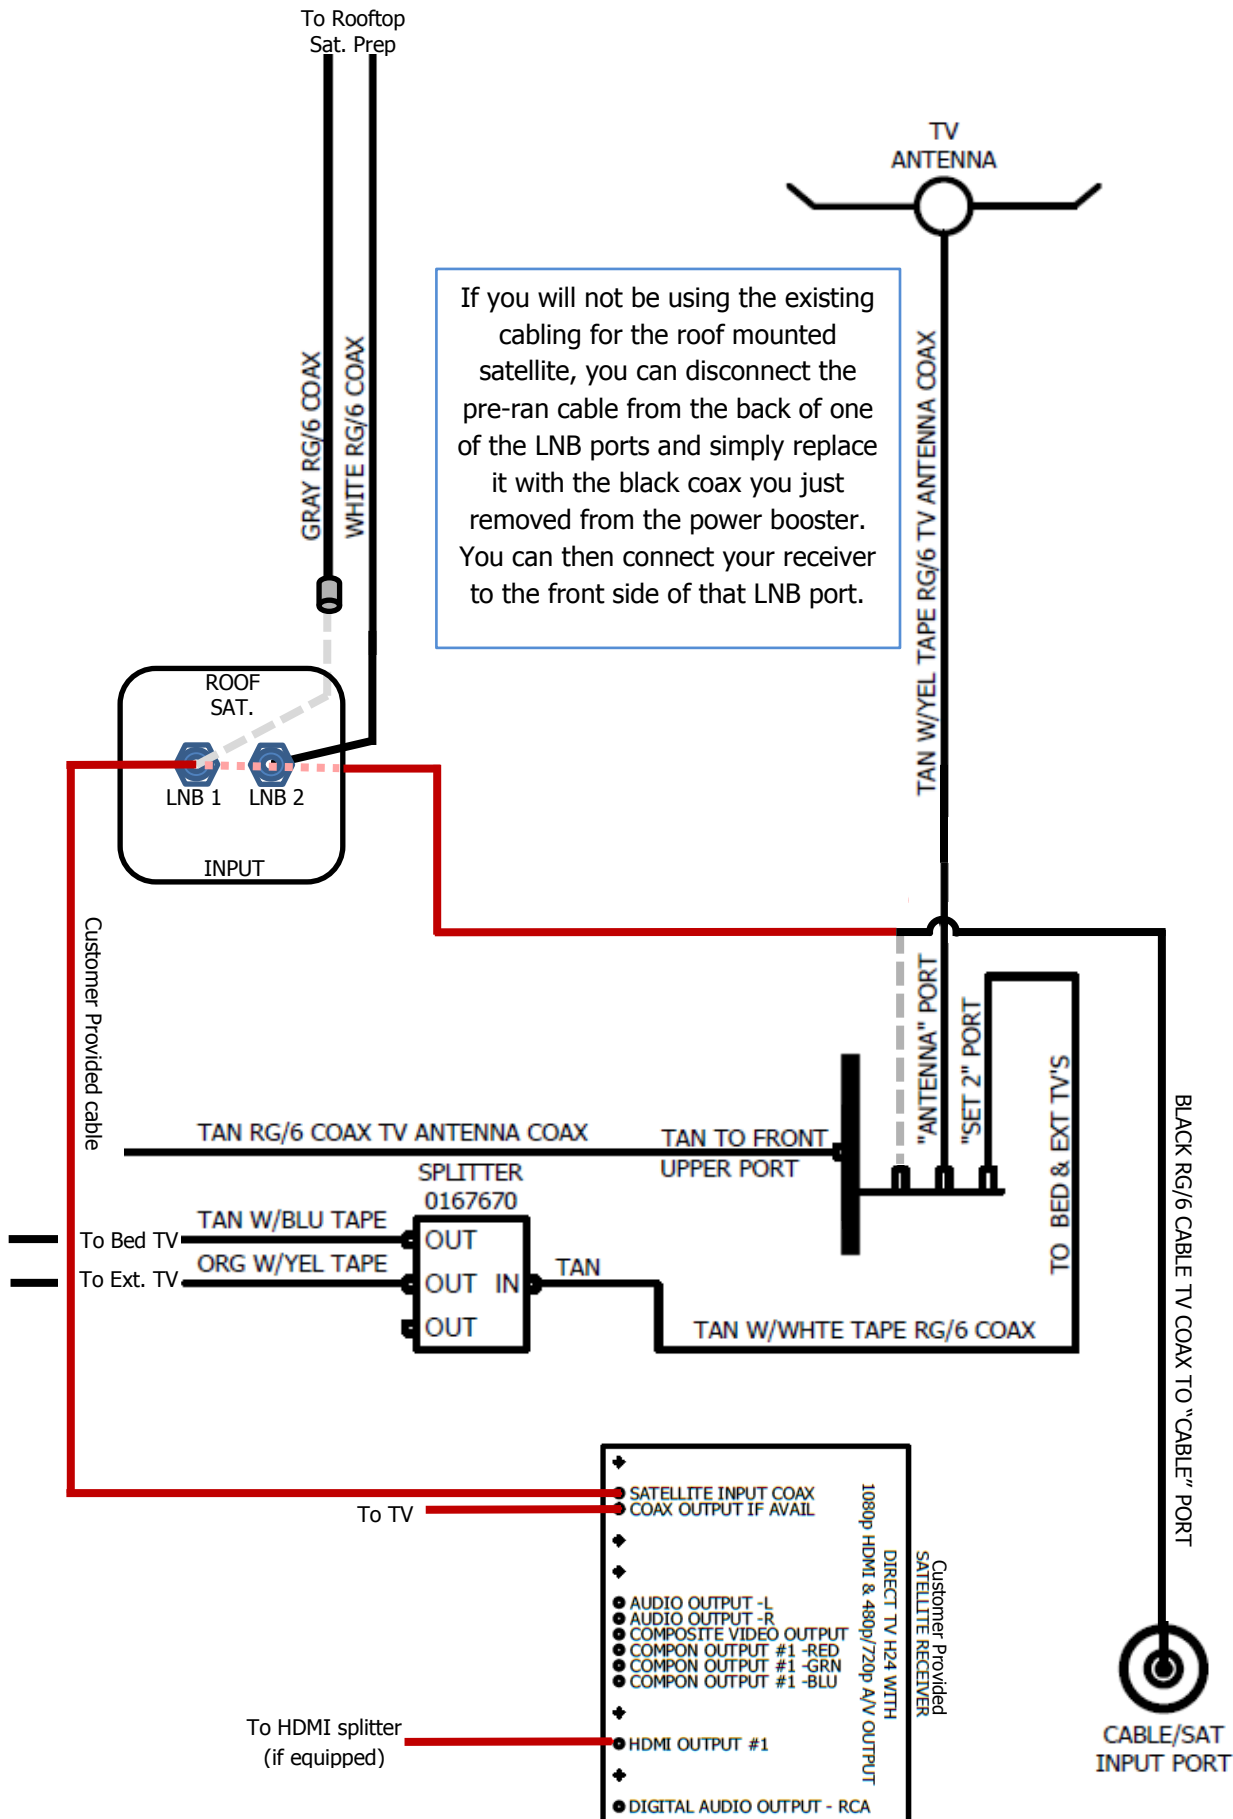 To Rooftop
Sat. Prep
TV
ANTENNA
If you will not be using the existing
cabling for the roof mounted
satellite, you can disconnect the
pre-ran cable from the back of one
of the LNB ports and simply replace
it with the black coax you just
removed from the power booster.
You can then connect your receiver
to the front side of that LNB port.
GRAY RG/6 COAX
WHITE RG/6 COAX
TAN W/YEL TAPE RG/6 TV ANTENNA COAX
ROOF
SAT.
LNB 1
LNB 2
INPUT
Customer Provided cable
"ANTENNA" PORT
"SET 2" PORT
TO BED & EXT TV'S
BLACK RG/6 CABLE TV COAX TO "CABLE" PORT
TAN RG/6 COAX TV ANTENNA COAX
TAN TO FRONT
UPPER PORT
SPLITTER
0167670
TAN W/BLU TAPE
To Bed TV
OUT
ORG W/YEL TAPE
To Ext. TV
OUT IN
TAN
OUT
TAN W/WHTE TAPE RG/6 COAX
SATELLITE INPUT COAX
COAX OUTPUT IF AVAIL
To TV
AUDIO OUTPUT -L
AUDIO OUTPUT -R
COMPOSITE VIDEO OUTPUT
COMPON OUTPUT #1 -RED
COMPON OUTPUT #1 -GRN
COMPON OUTPUT #1 -BLU
To HDMI splitter
(if equipped)
HDMI OUTPUT #1
DIGITAL AUDIO OUTPUT - RCA
Customer Provided
SATELLITE RECEIVER
DIRECT TV H24 WITH
1080p HDMI & 480p/720p A/V OUTPUT
CABLE/SAT
INPUT PORT